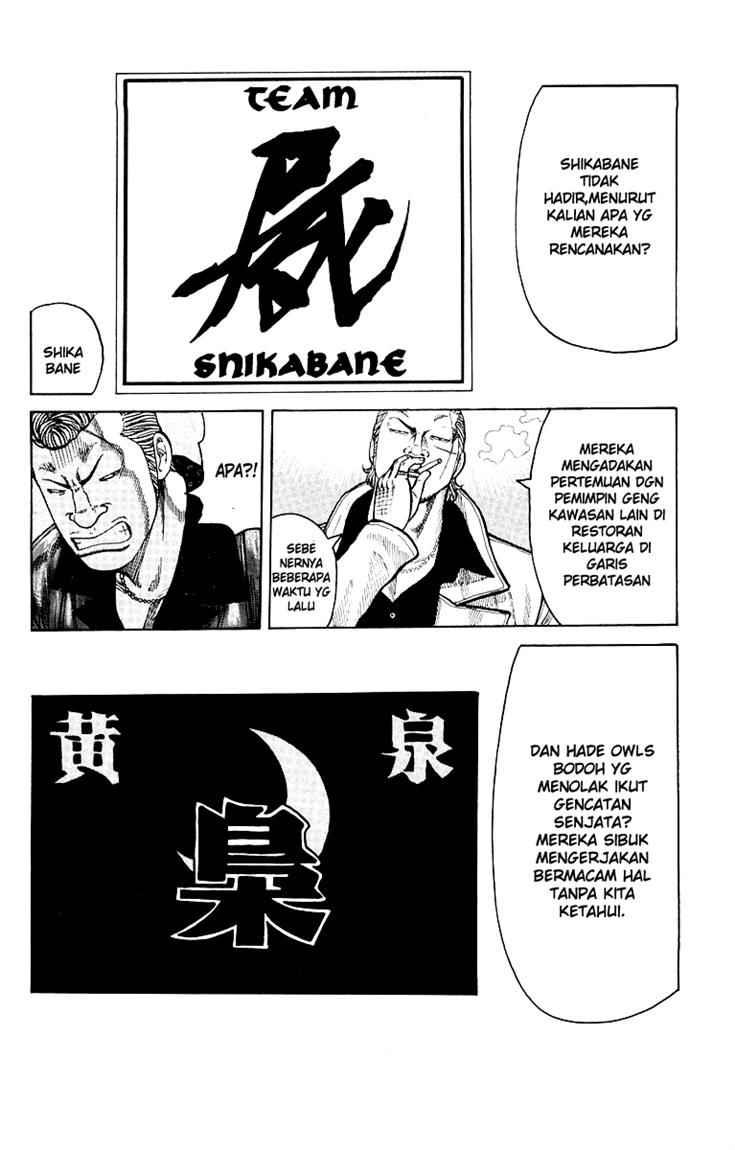 SHIKABANE
TIDAK
HADIR,MENURUT
KALIAN APA YG
MEREKA
RENCANAKAN?
TEAM
屍
SHIKABANE
SHIKA
BANE
MEREKA
MENGADAKAN
PERTEMUAN DGN
PEMIMPIN GENG
KAWASAN LAIN DI
RESTORAN
KELUARGA DI
GARIS
PERBATASAN
SEBE
NERNYA
BEBERAPA
WAKTU YG
LALU
APA?!
DAN HADE OWLS
BODOH YG
MENOLAK IKUT
GENCATAN
SENJATA?
MEREKA SIBUK
MENGERJAKAN
BERMACAM HAL
TANPA KITA
KETAHUI.
黄泉
梟